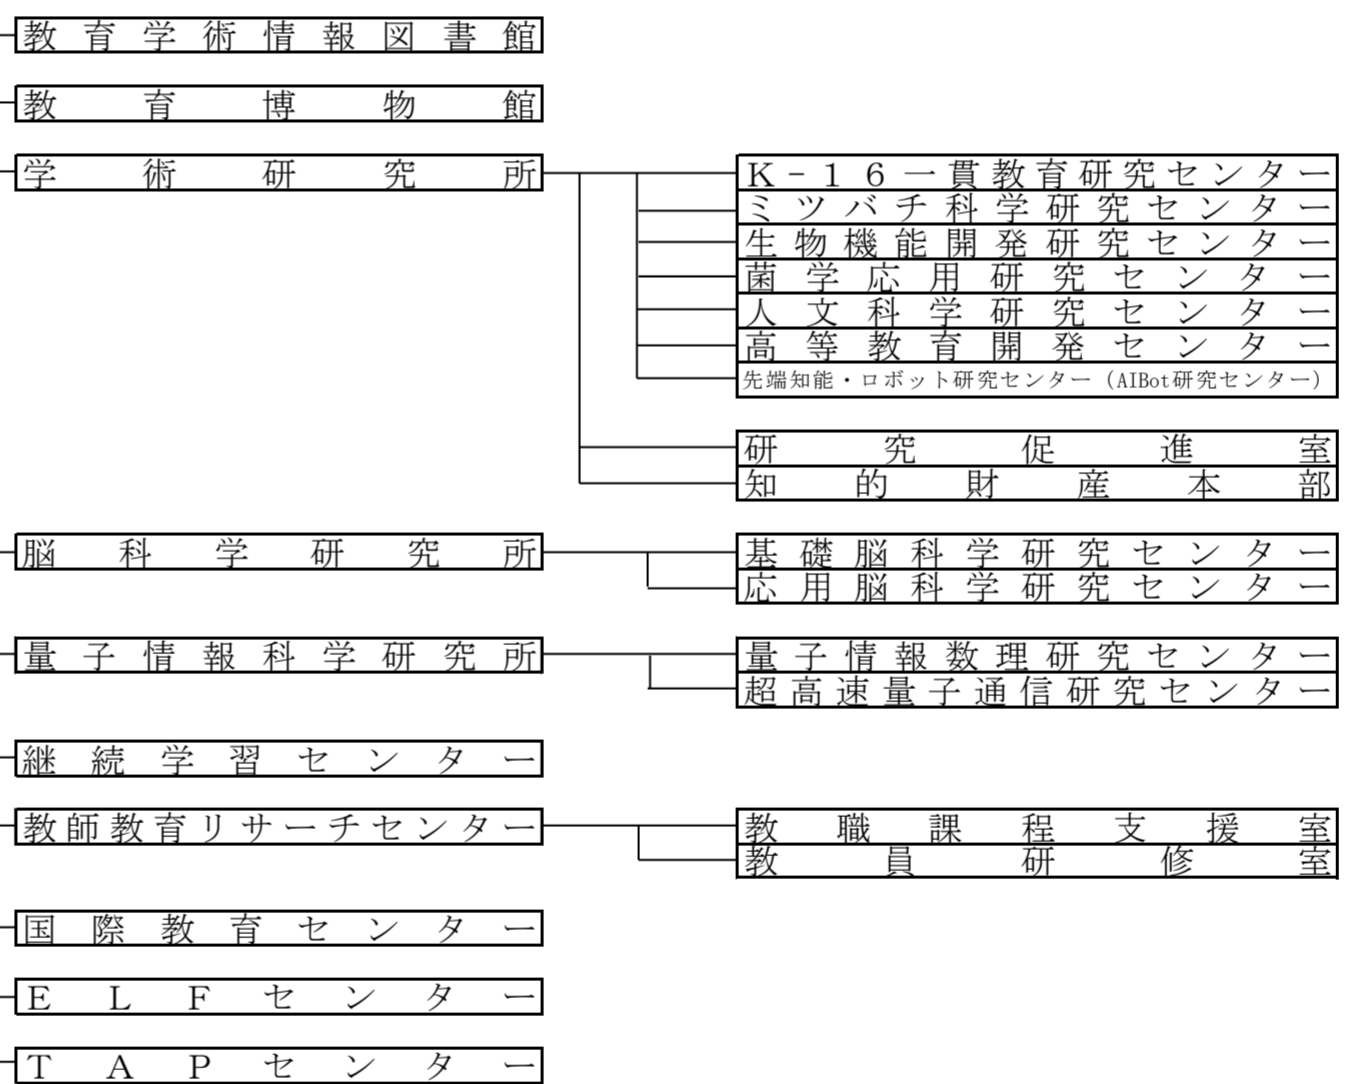 教育学術情報図書館
教育博物館
学術研究所
K-16一貫教育研究センター
ミツバチ科学研究センター
生物機能開発研究センター
菌学応用研究センター
人文科学研究センター
高等教育開発センター
先端知能・ロボット研究センター（AIBot研究センター）
研究促進室
知的財産本部
脳科学研究所
基礎脳科学研究センター
応用脳科学研究センター
量子情報科学研究所
量子情報数理研究センター
超高速量子通信研究センター
継続学習センター
教師教育リサーチセンター
教職課程支援室
教員研修室
国際教育センター
ELFセンター
TAPセンター